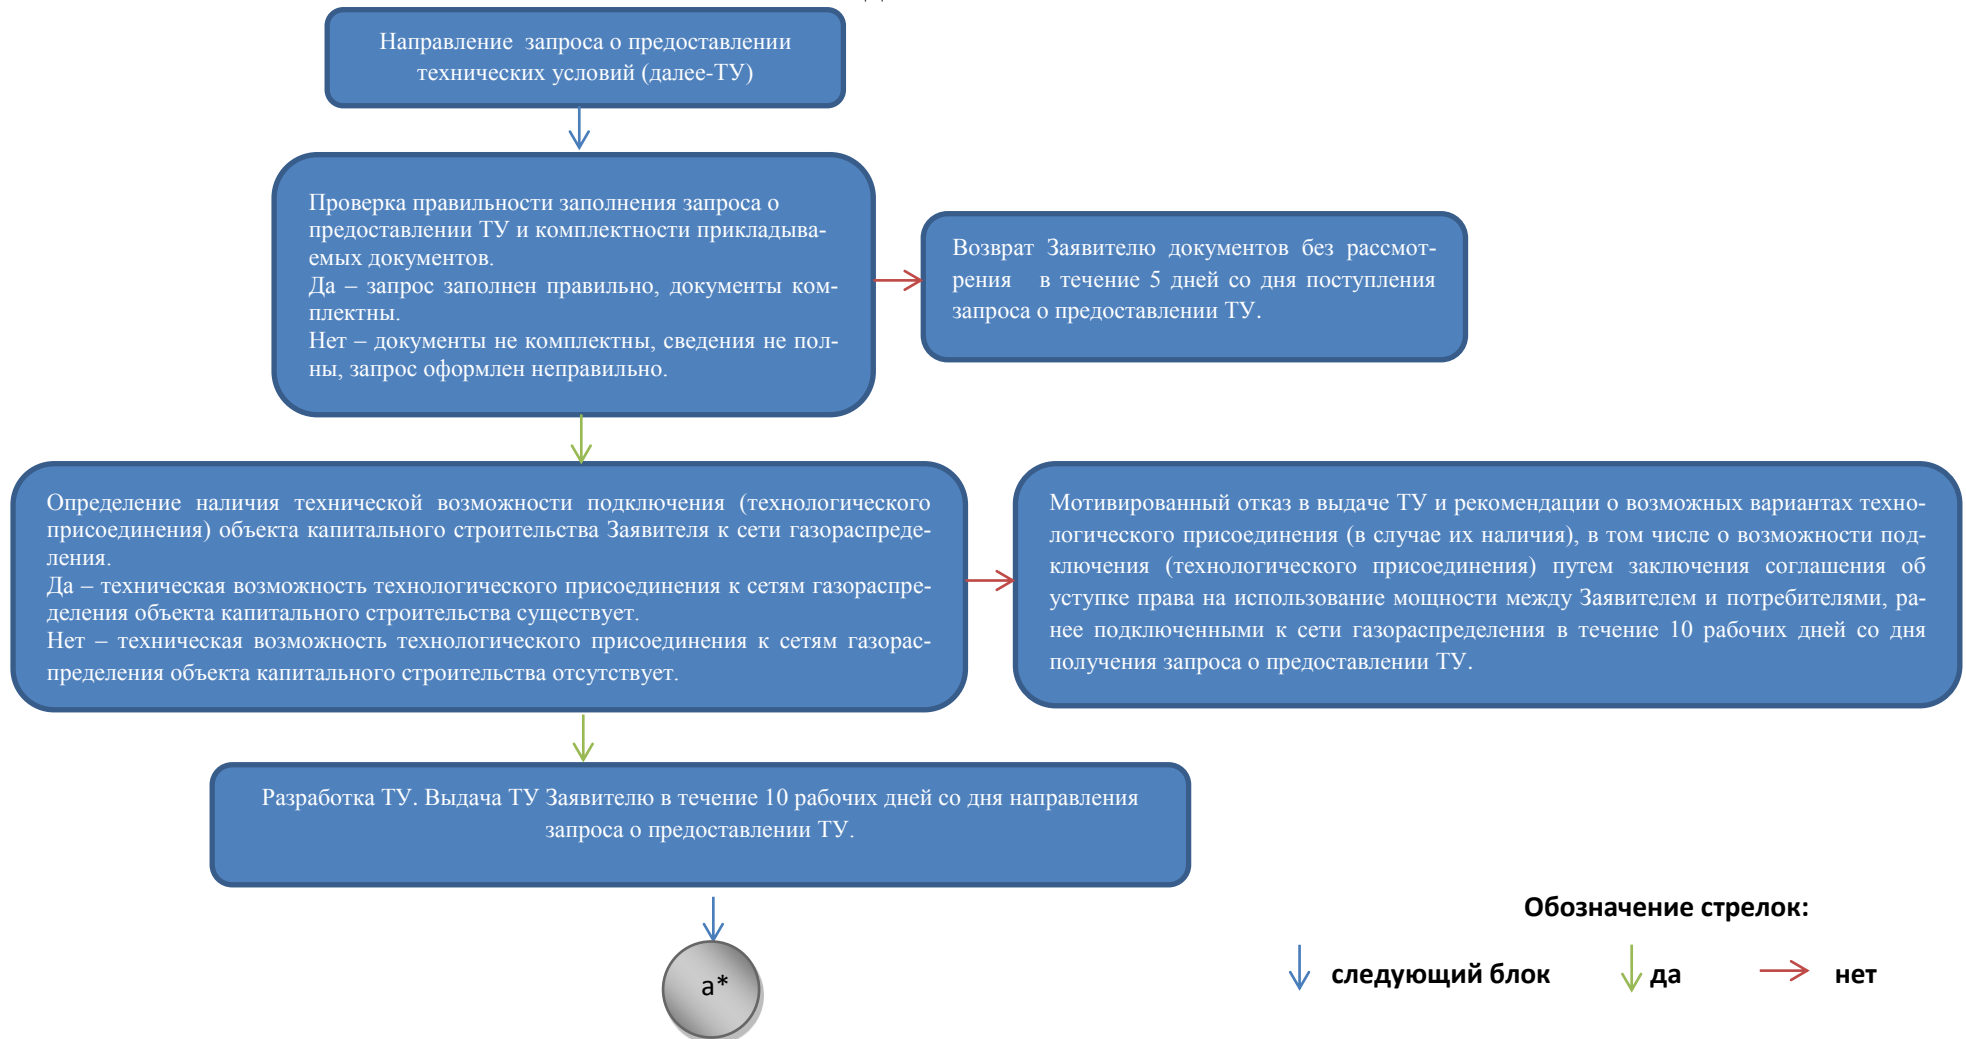 Направление запроса о предоставлении
технических условий (далее-ТУ)
Проверка правильности заполнения запроса о
предоставлении ТУ и комплектности прикладыва-
емых документов.
Да – запрос заполнен правильно, документы ком-
плектны.
Нет – документы не комплектны, сведения не пол-
ны, запрос оформлен неправильно.
Возврат Заявителю документов без рассмот-
рения в течение 5 дней со дня поступления
запроса о предоставлении ТУ.
Определение наличия технической возможности подключения (технологического
присоединения) объекта капитального строительства Заявителя к сети газораспреде-
ления.
Да – техническая возможность технологического присоединения к сетям газораспре-
деления объекта капитального строительства существует.
Нет – техническая возможность технологического присоединения к сетям газорас-
пределения объекта капитального строительства отсутствует.
Мотивированный отказ в выдаче ТУ и рекомендации о возможных вариантах техно-
логического присоединения (в случае их наличия), в том числе о возможности под-
ключения (технологического присоединения) путем заключения соглашения об
уступке права на использование мощности между Заявителем и потребителями, ра-
нее подключенными к сети газораспределения в течение 10 рабочих дней со дня
получения запроса о предоставлении ТУ.
Разработка ТУ. Выдача ТУ Заявителю в течение 10 рабочих дней со дня направления
запроса о предоставлении ТУ.
а*
Обозначение стрелок:
следующий блок
да
нет